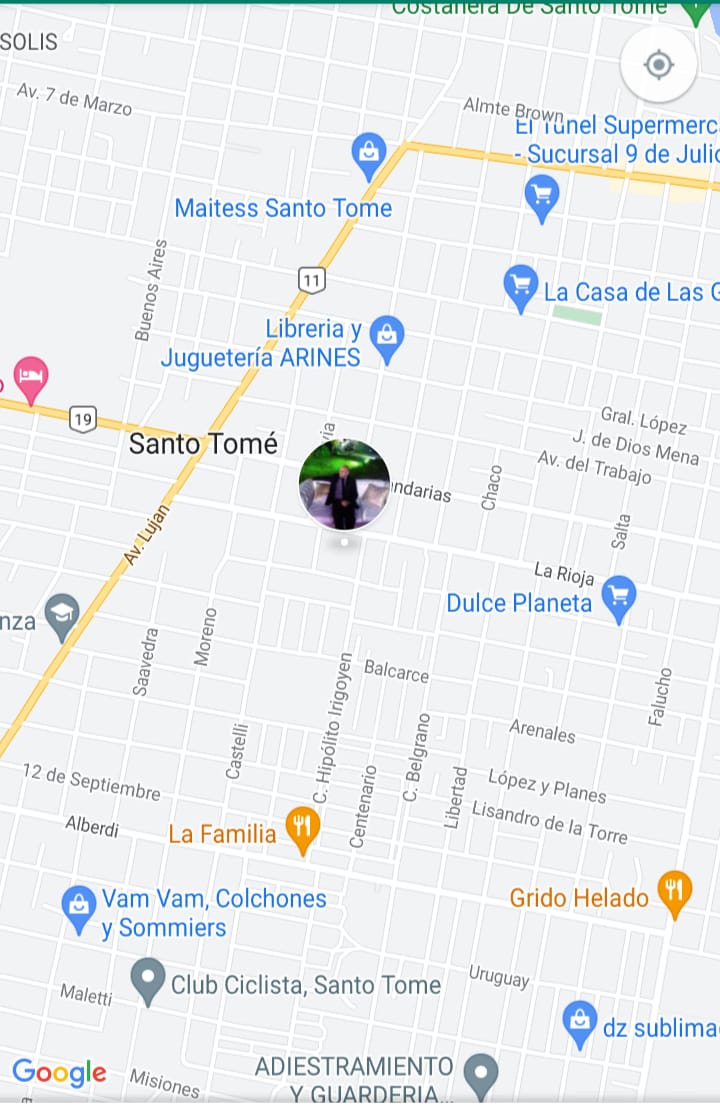 Costanera De Santo Tomé
SOLIS
Av. 7 de Marzo
Almte Brown
El Túnel Supermerc
- Sucursal 9 de Julio
Maitess Santo Tome
Buenos Aires
11
La Casa de Las G
Libreria y
Juguetería ARINES
19
Gral. López
J. de Dios Mena
Av. del Trabajo
Santo Tomé
via
ndarias
Chaco
Salta
Av. Lujan
La Rioja
Dulce Planeta
nza
Saavedra
Moreno
Balcarce
C. Hipólito Irigoyen
Falucho
Castelli
C. Belgrano
Arenales
12 de Septiembre
Centenario
Libertad
López y Planes
Lisandro de la Torre
Alberdi
La Familia
Vam Vam, Colchones
y Sommiers
Grido Helado
Club Ciclista, Santo Tome
Uruguay
Maletti
dz sublima
Google
Misiones
ADIESTRAMIENTO
Y GUARDERIA...